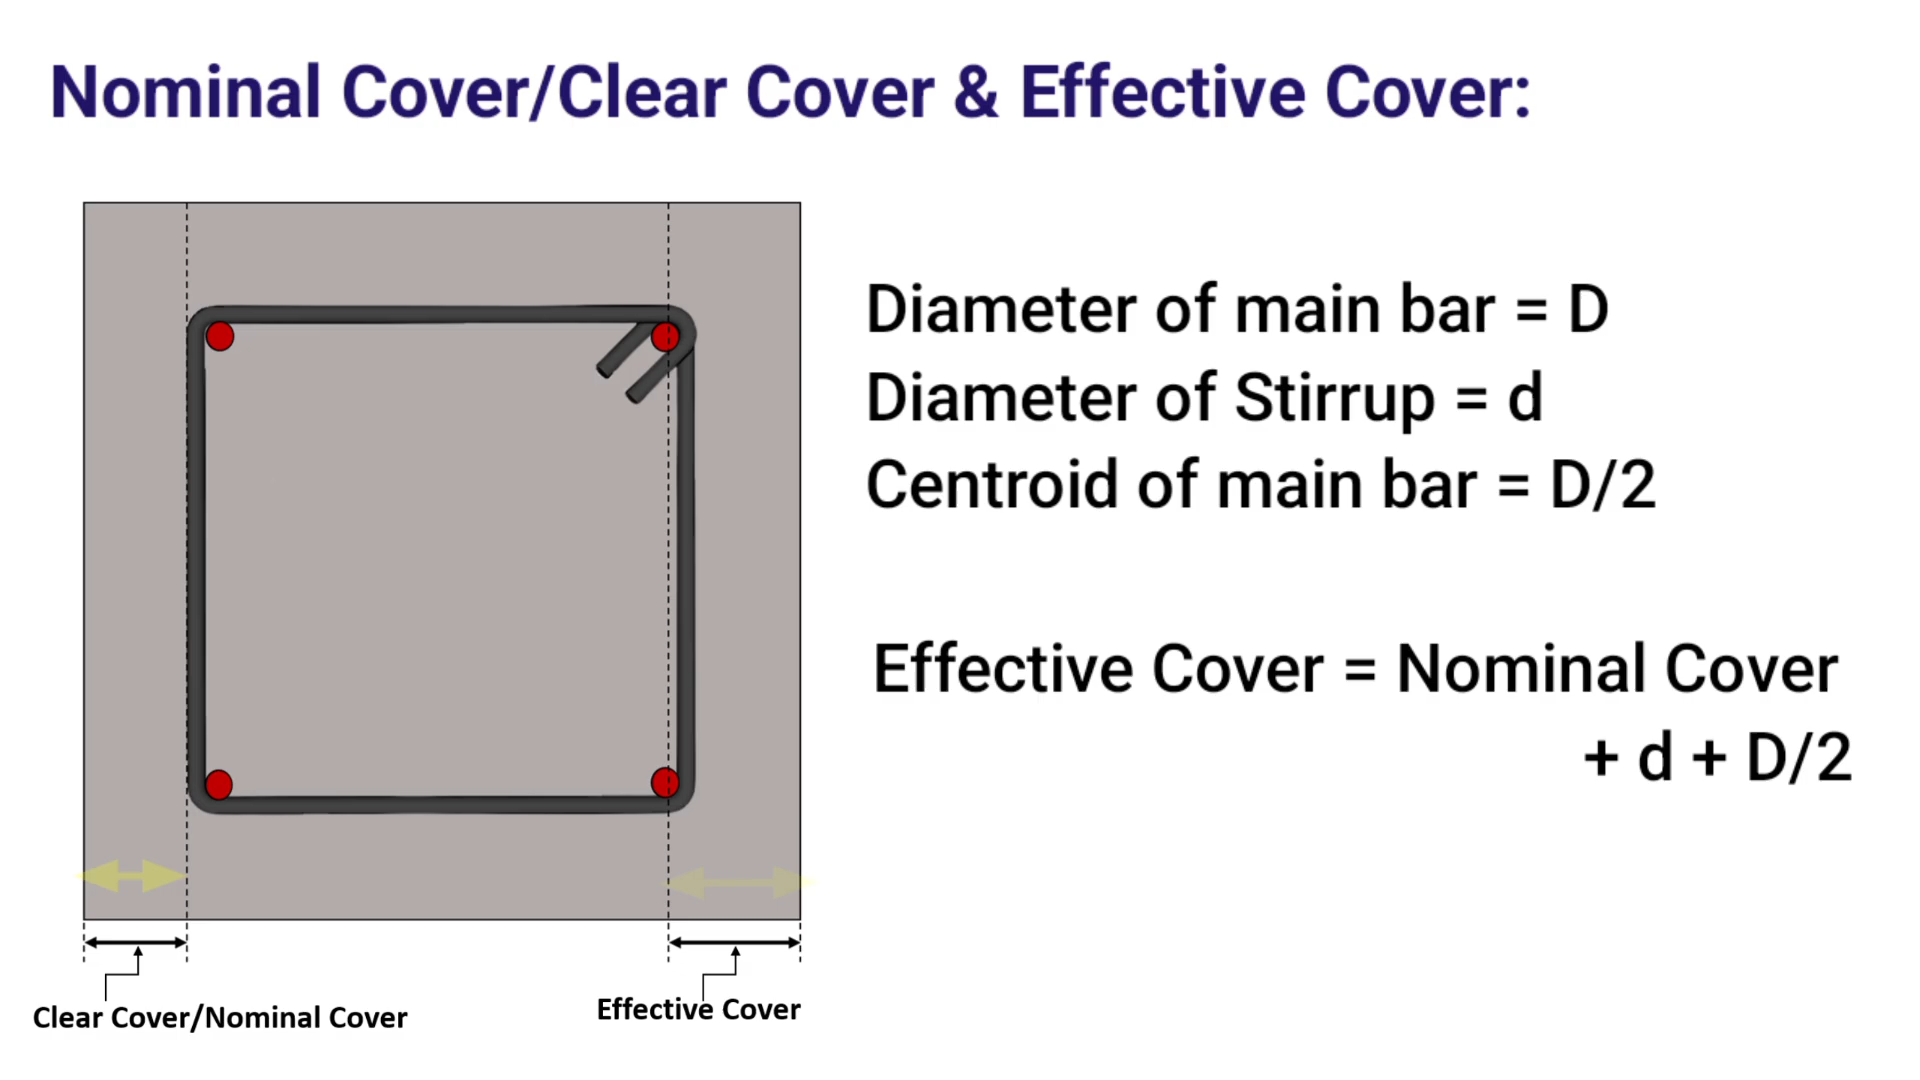 Nominal Cover/Clear Cover & Effective Cover:
Diameter of main bar = D
Diameter of Stirrup = d
Centroid of main bar = D/2
Effective Cover = Nominal Cover
+ d + D/2
Clear Cover/Nominal Cover
Effective Cover